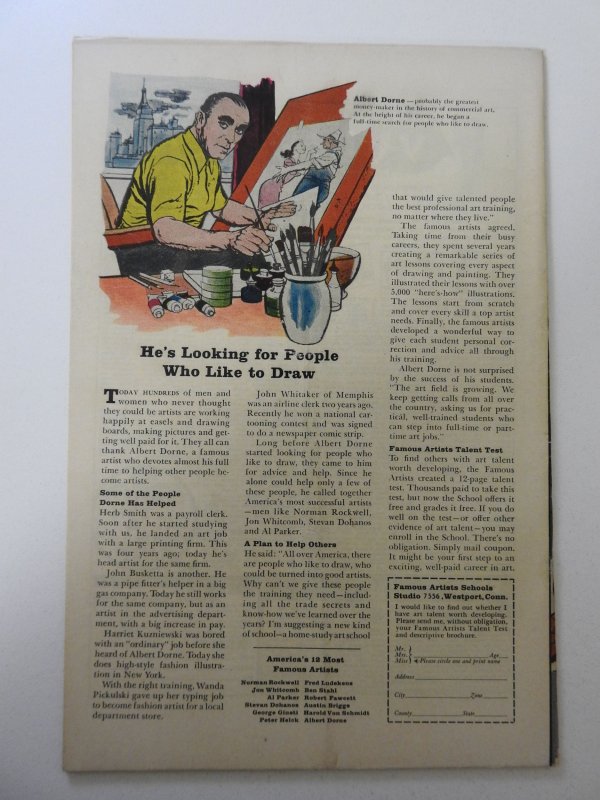 Albert Dorne — probably the greatest
money-maker in the history of commercial art.
At the height of his career, he began a
full-time search for people who like to draw.
He's Looking for People
Who Like to Draw
TODAY HUNDREDS of men and
women who never thought
they could be artists are working
happily at easels and drawing
boards, making pictures and get-
ting well paid for it. They all can
thank Albert Dorne, a famous
artist who devotes almost his full
time to helping other people be-
come artists.
Some of the People
Dorne Has Helped
Herb Smith was a payroll clerk.
Soon after he started studying
with us, he landed an art job
with a large printing firm. This
was four years ago; today he's
head artist for the same firm.
John Busketta is another. He
was a pipe fitter's helper in a big
gas company. Today he still works
for the same company, but as an
artist in the advertising depart-
ment, with a big increase in pay.
Harriet Kuzniewski was bored
with an "ordinary" job before she
heard of Albert Dorne. Today she
does high-style fashion illustra-
tion in New York.
With the right training, Wanda
Pickulski gave up her typing job
to become fashion artist for a local
department store.
John Whitaker of Memphis
was an airline clerk two years ago.
Recently he won a national car-
tooning contest and was signed
to do a newspaper comic strip.
Long before Albert Dorne
started looking for people who
like to draw, they came to him
for advice and help. Since he
alone could help only a few of
these people, he called together
America's most successful artists
—men like Norman Rockwell,
Jon Whitcomb, Stevan Dohanos
and Al Parker.
A Plan to Help Others
He said: "All over America, there
are people who like to draw, who
could be turned into good artists.
Why can't we give these people
the training they need—includ-
ing all the trade secrets and
know-how we've learned over the
years? I'm suggesting a new kind
of school—a home-study art school
America's 12 Most
Famous Artists
Norman Rockwell Fred Ludekens
Jon Whitcomb Ben Stahl
Al Parker Robert Fawcett
Stevan Dohanos Austin Briggs
George Giusti Harold Von Schmidt
Peter Helck Albert Dorne
that would give talented people
the best professional art training,
no matter where they live."
The famous artists agreed.
Taking time from their busy
careers, they spent several years
creating a remarkable series of
art lessons covering every aspect
of drawing and painting. They
illustrated their lessons with over
5,000 "here's-how" illustrations.
The lessons start from scratch
and cover every skill a top artist
needs. Finally, the famous artists
developed a wonderful way to
give each student personal cor-
rection and advice all through
his training.
Albert Dorne is not surprised
by the success of his students.
"The art field is growing. We
keep getting calls from all over
the country, asking us for prac-
tical, well-trained students who
can step into full-time or part-
time art jobs."
Famous Artists Talent Test
To find others with art talent
worth developing, the Famous
Artists created a 12-page talent
test. Thousands paid to take this
test, but now the School offers it
free and grades it free. If you do
well on the test—or offer other
evidence of art talent—you may
enroll in the School. There's no
obligation. Simply mail coupon.
It might be your first step to an
exciting, well-paid career in art.
Famous Artists Schools
Studio 7556, Westport, Conn.
I would like to find out whether I
have art talent worth developing.
Please send me, without obligation,
your Famous Artists Talent Test
and descriptive brochure.
Mr.
Mrs. Age
Miss Please circle one and print name
Address
City Zone
County State